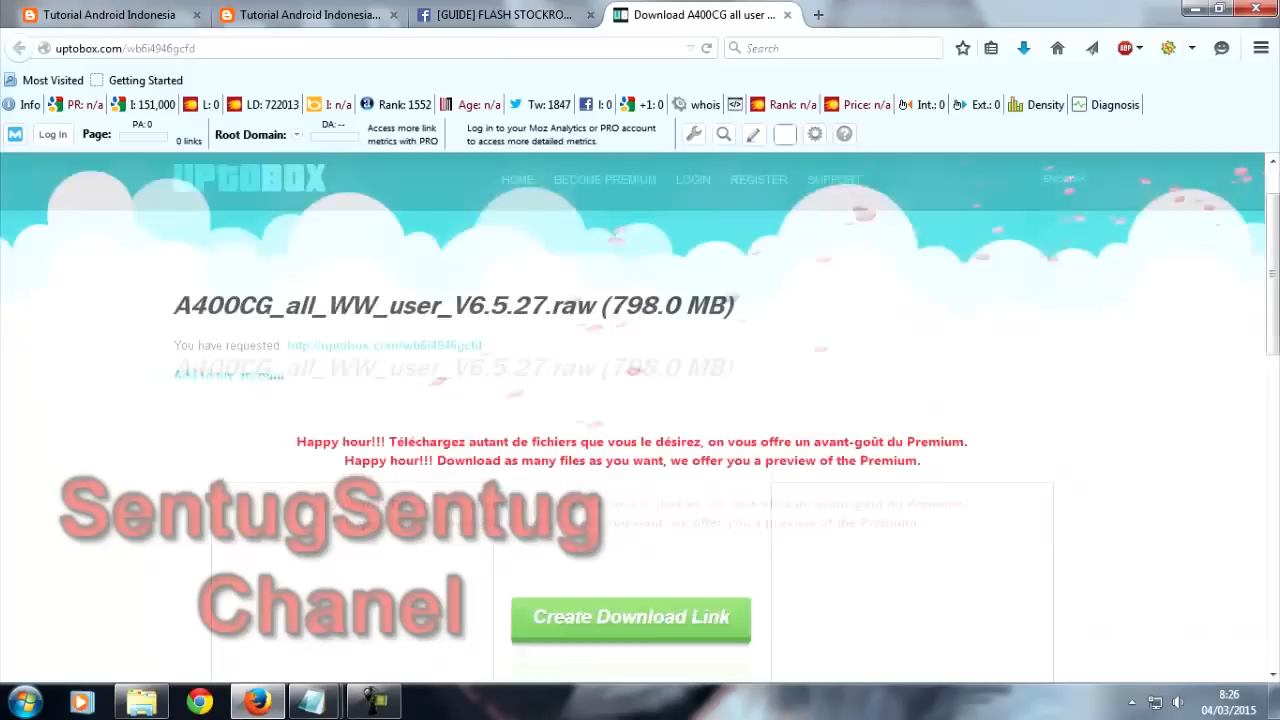 Tutorial Android Indonesia
Tutorial Android Indonesia...
[GUIDE] FLASH STOCKRO...
Download A400CG all user ...
uptobox.com/wb6i4946gcfd
Search
Most Visited
Getting Started
Info PR: n/a I: 151,000 L: 0 LD: 722013 I: n/a Rank: 1552 Age: n/a Tw: 1847 l: 0 +1: 0 whois Rank: n/a Price: n/a Int.: 0 Ext.: 0 Density Diagnosis
Log In Page: PA: 0 0 links Root Domain: DA: --
Access more link
metrics with PRO
Log in to your Moz Analytics or PRO account
to access more detailed metrics.
UPTOBOX
HOME BECOME PREMIUM LOGIN REGISTER SUPPORT ENGLISH
A400CG_all_WW_user_V6.5.27.raw (798.0 MB)
You have requested http://uptobox.com/wb6i4946gcfd
A400CG_all_WW_user_V6.5.27.raw (798.0 MB)
Happy hour!!! Téléchargez autant de fichiers que vous le désirez, on vous offre un avant-goût du Premium.
Happy hour!!! Download as many files as you want, we offer you a preview of the Premium.
SentugSentug
Chanel
Create Download Link
8:26
04/03/2015